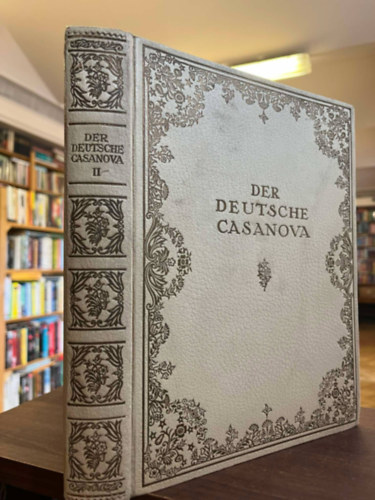 DER
DEUTSCHE
CASANOVA
II
DER
DEUTSCHE
CASANOVA